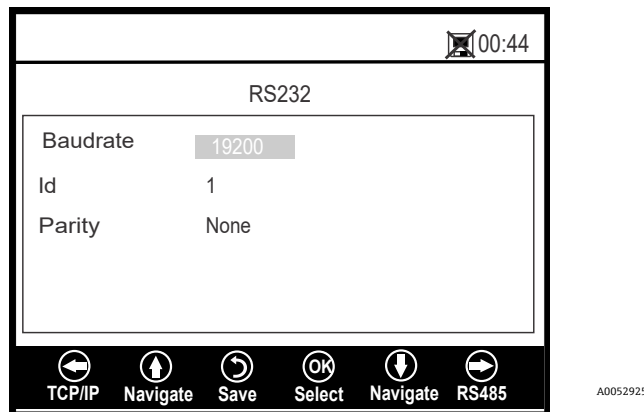 00:44
RS232
Baudrate 19200
Id 1
Parity None
OK
TCP/IP Navigate Save Select Navigate RS485
A0052925